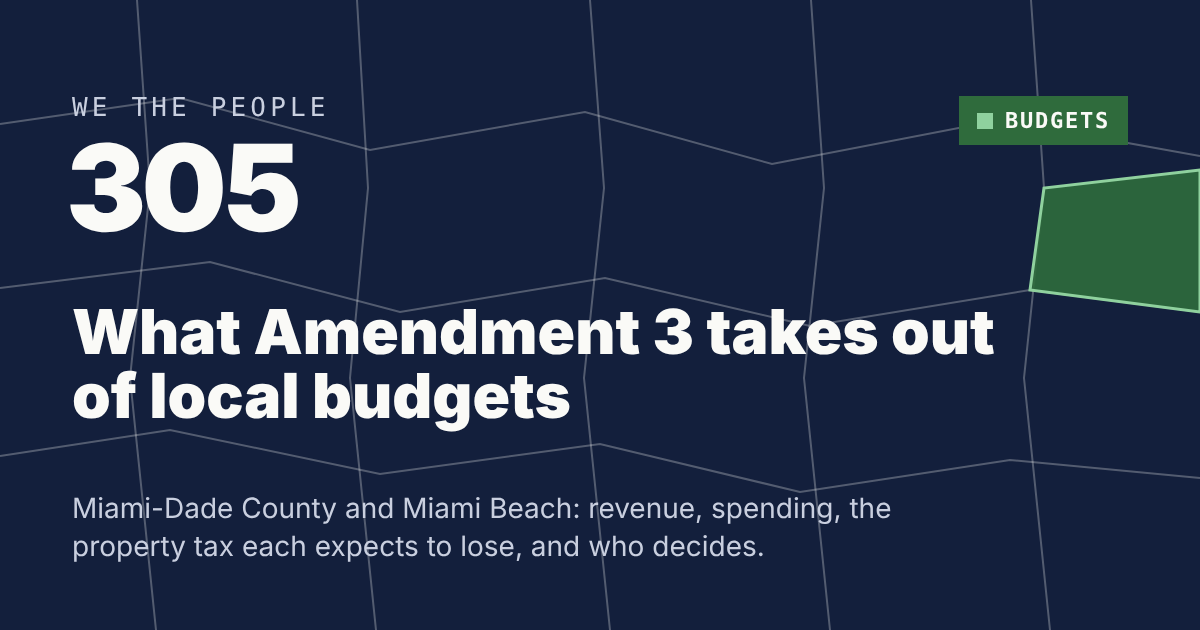 WE THE PEOPLE
305
BUDGETS
What Amendment 3 takes out
of local budgets
Miami-Dade County and Miami Beach: revenue, spending, the
property tax each expects to lose, and who decides.